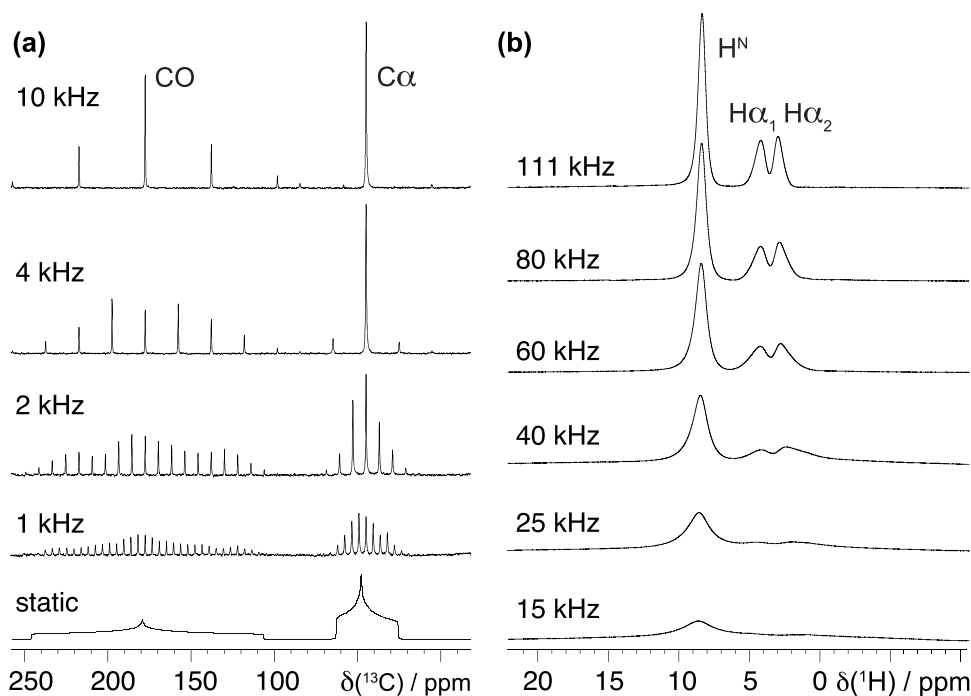 (a)
10 kHz
CO
Cα
4 kHz
2 kHz
1 kHz
static
250 200 150 100 δ(¹³C) / ppm
(b)
Hᴺ
Hα₁ Hα₂
111 kHz
80 kHz
60 kHz
40 kHz
25 kHz
15 kHz
20 15 10 5 0 δ(¹H) / ppm